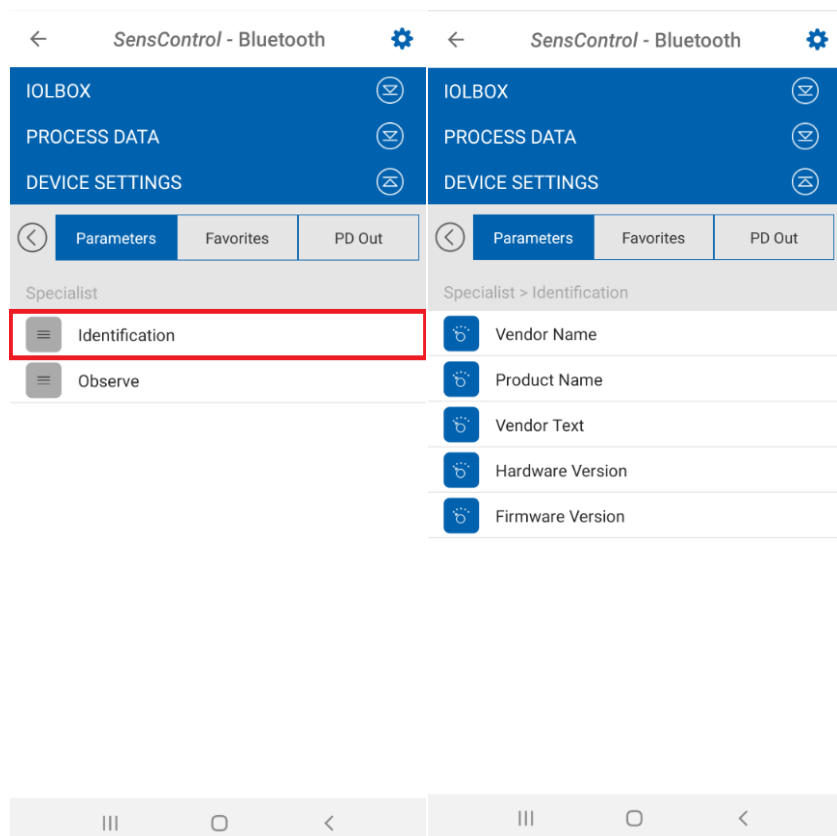 SensControl - Bluetooth
IOLBOX
PROCESS DATA
DEVICE SETTINGS
Parameters Favorites PD Out
Specialist
Identification
Observe
SensControl - Bluetooth
IOLBOX
PROCESS DATA
DEVICE SETTINGS
Parameters Favorites PD Out
Specialist > Identification
Vendor Name
Product Name
Vendor Text
Hardware Version
Firmware Version